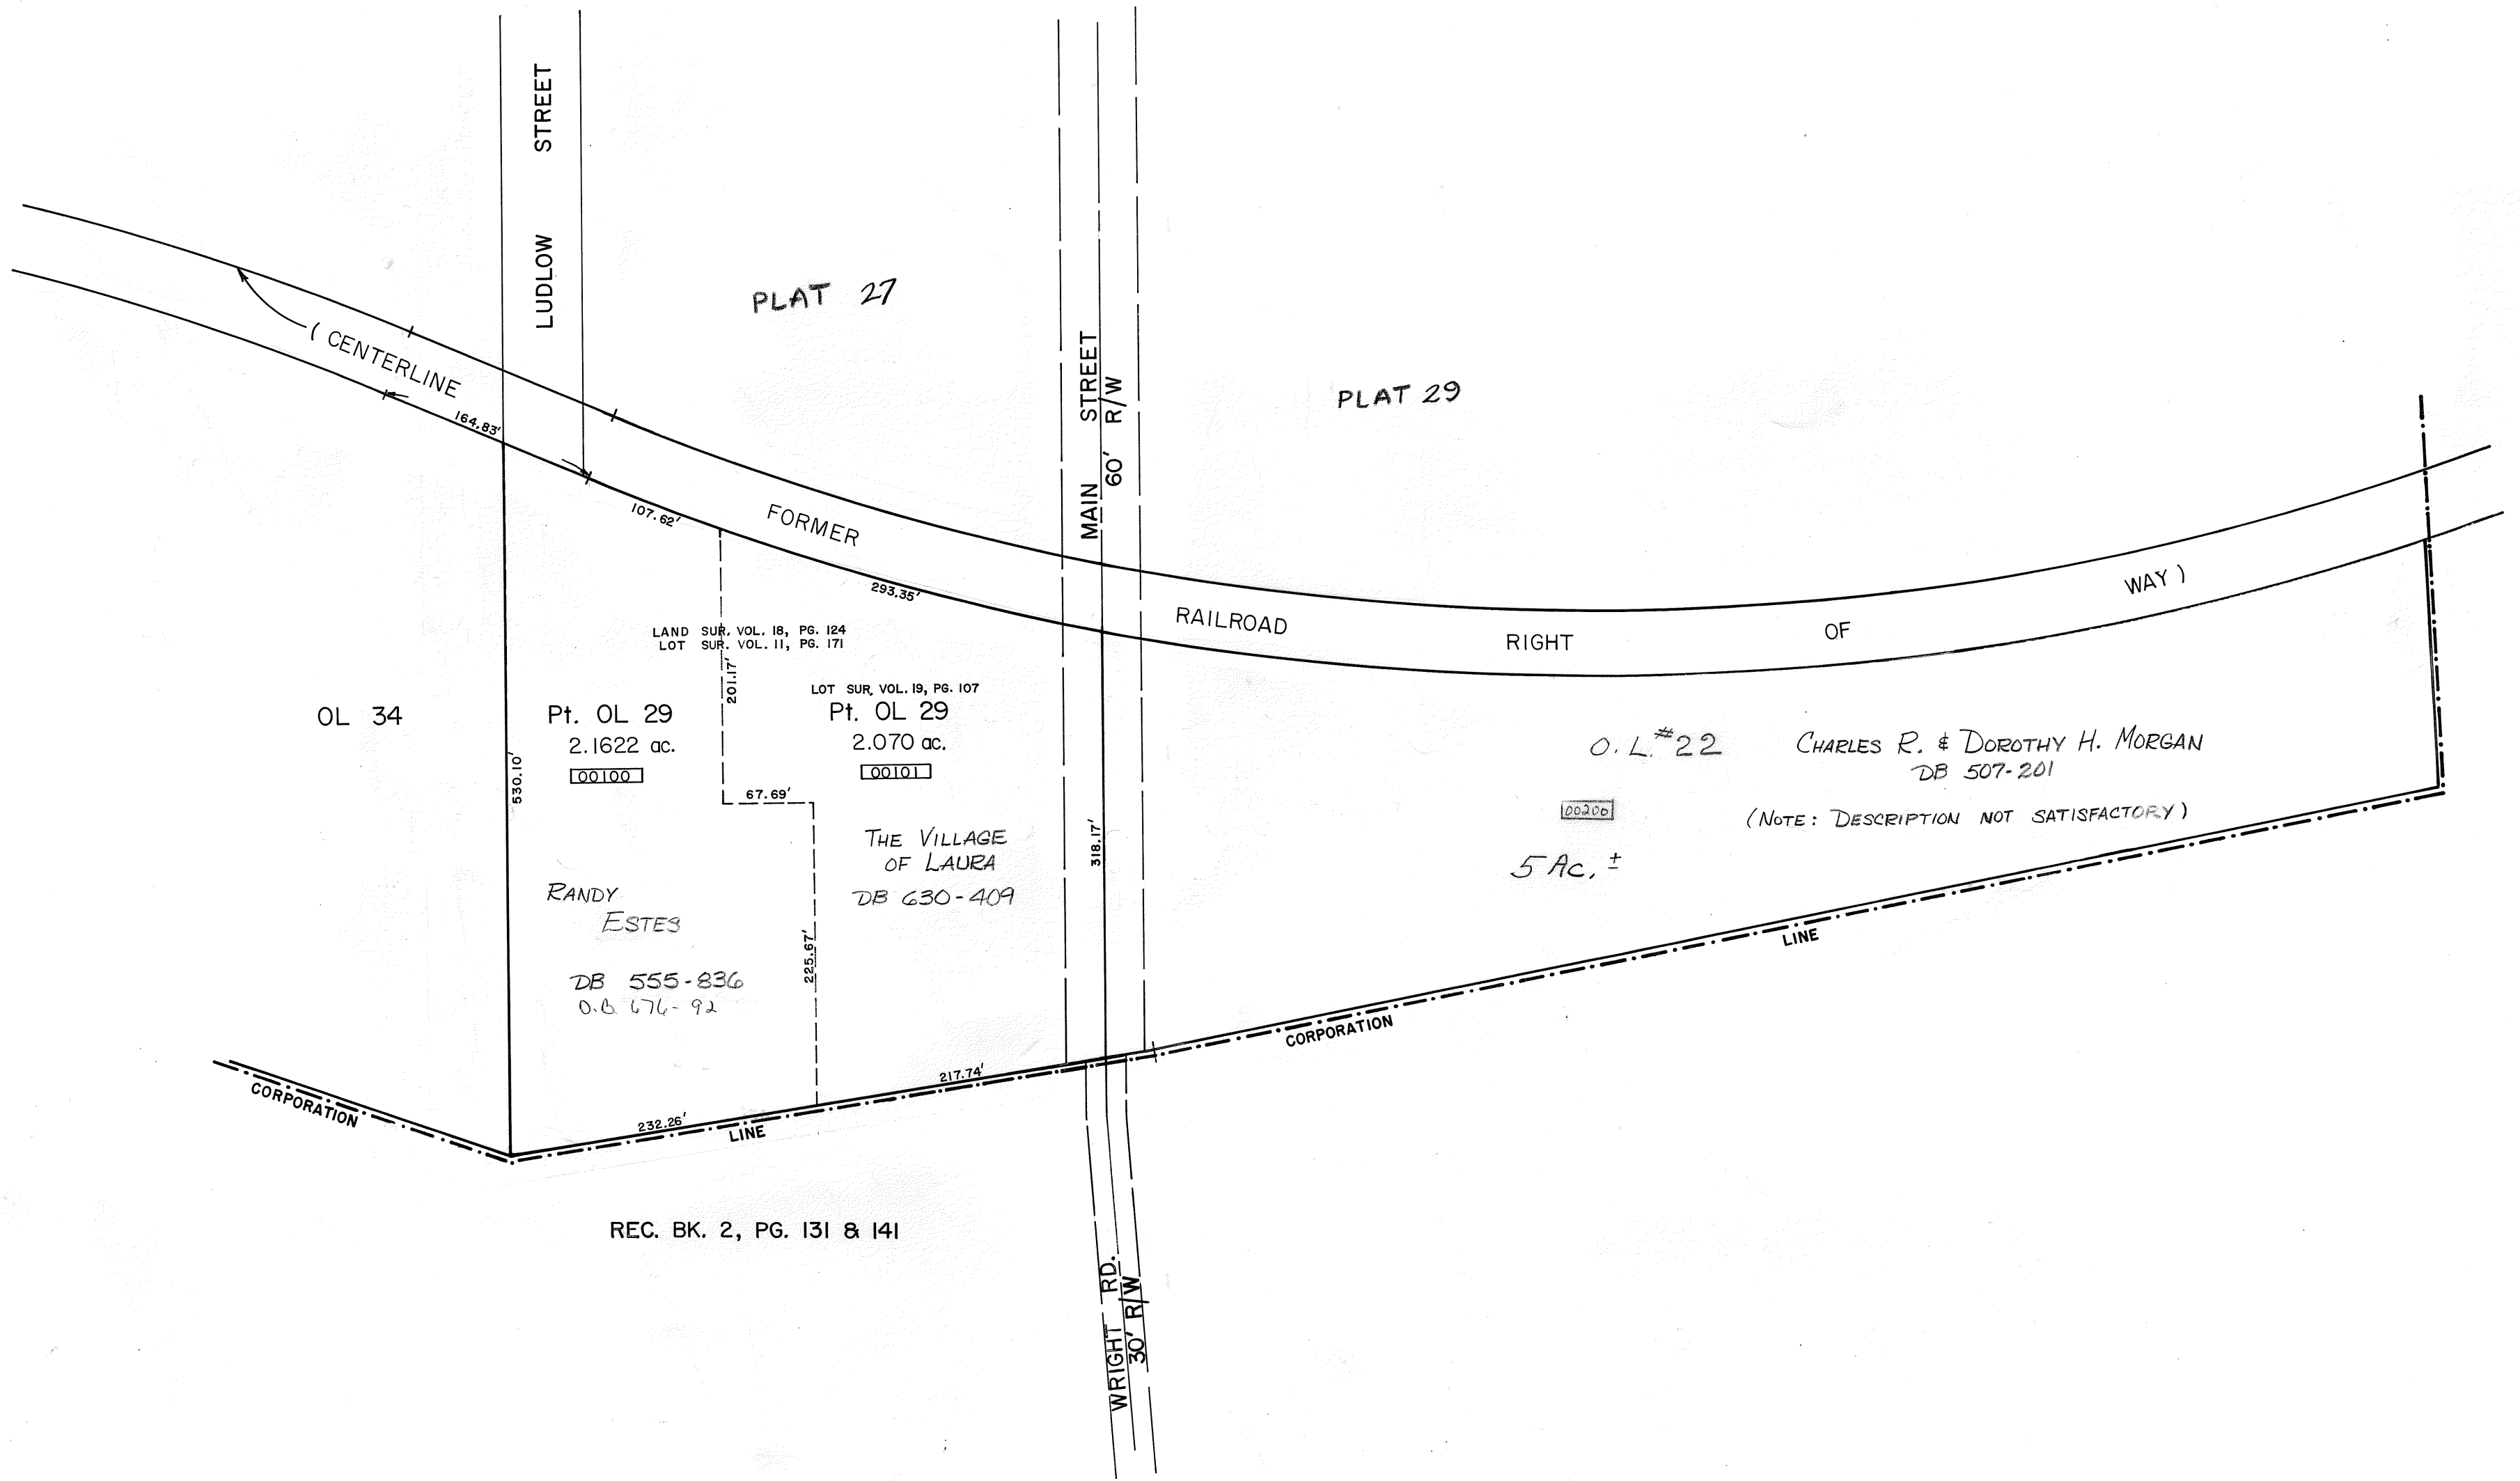 LUDLOW STREET
PLAT 27
MAIN STREET
60' R/W
PLAT 29
( CENTERLINE
FORMER
RAILROAD
RIGHT
OF
WAY )
164.83'
107.62'
293.35'
LAND SUR. VOL. 18, PG. 124
LOT SUR. VOL. 11, PG. 171
201.17'
LOT SUR. VOL. 19, PG. 107
OL 34
Pt. OL 29
2.1622 ac.
00100
Pt. OL 29
2.070 ac.
00101
530.10'
67.69'
THE VILLAGE
OF LAURA
DB 630-409
318.17'
RANDY
ESTES
DB 555-836
D.B. 676-92
225.67'
O.L. #22
CHARLES R. & DOROTHY H. MORGAN
DB 507-201
00200
(NOTE: DESCRIPTION NOT SATISFACTORY)
5 AC. ±
LINE
CORPORATION
217.74'
232.26'
LINE
CORPORATION
REC. BK. 2, PG. 131 & 141
WRIGHT RD.
30' R/W